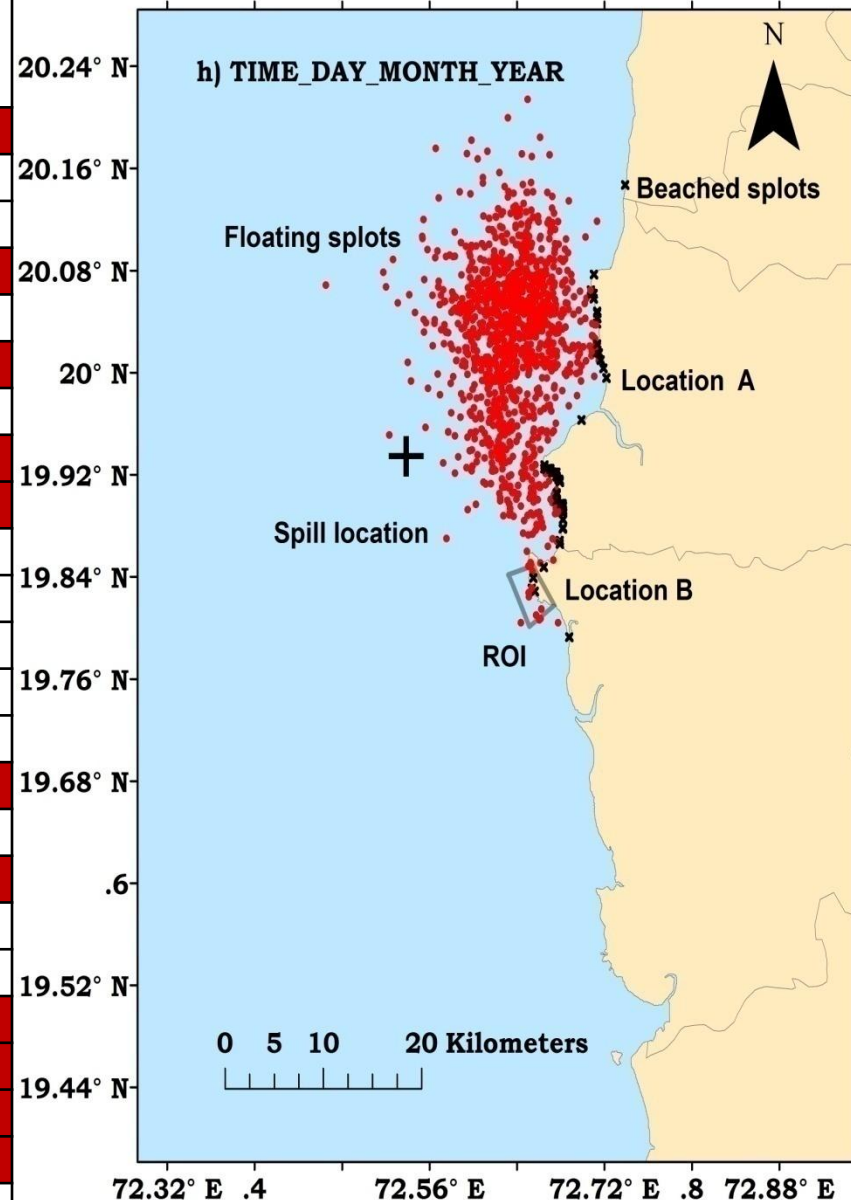 N
20.24° N
h) TIME_DAY_MONTH_YEAR
20.16° N
Beached splots
Floating splots
20.08° N
20° N
Location A
19.92° N
Spill location
19.84° N
Location B
ROI
19.76° N
19.68° N
.6
19.52° N
0 5 10 20 Kilometers
19.44° N
72.32° E .4 72.56° E 72.72° E .8 72.88° E